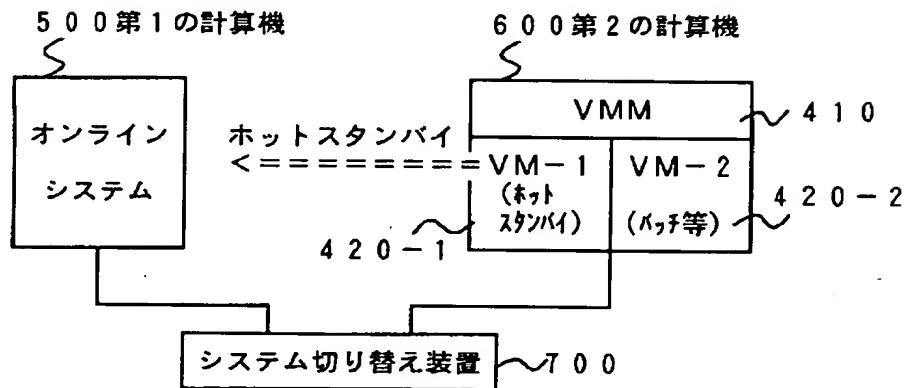 500第1の計算機
600第2の計算機
VMM
410
オンライン
システム
ホットスタンバイ
<========
VM-1
(ホット
スタンバイ)
VM-2
(バッチ等)
420-1
420-2
システム切り替え装置
700